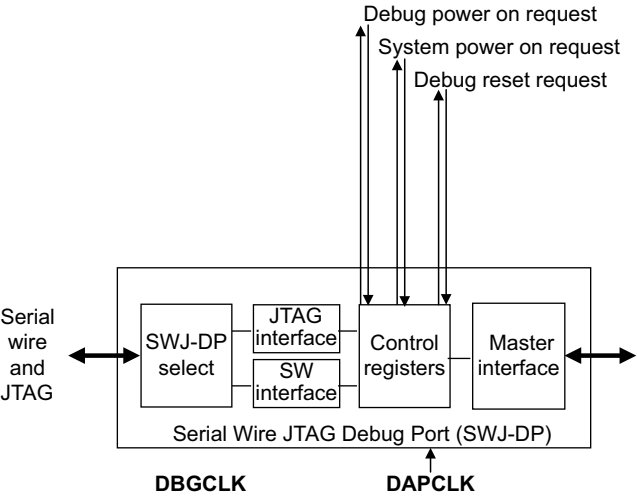 Debug power on request
System power on request
Debug reset request
Serial
wire
and
JTAG
SWJ-DP
select
JTAG
interface
SW
interface
Control
registers
Master
interface
Serial Wire JTAG Debug Port (SWJ-DP)
DBGCLK
DAPCLK